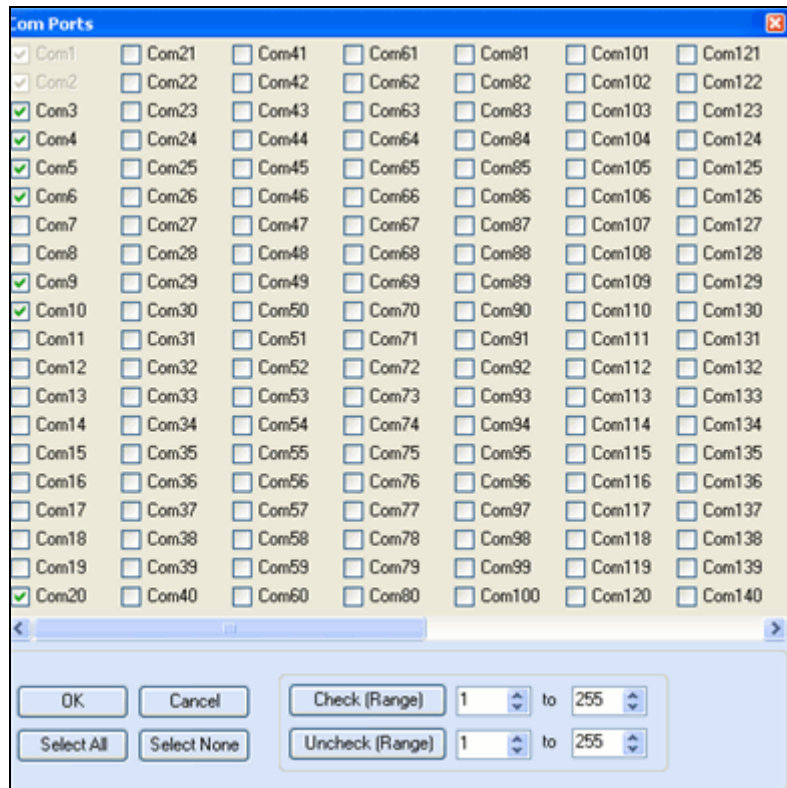 Com Ports
Com1 Com21 Com41 Com61 Com81 Com101 Com121
Com2 Com22 Com42 Com62 Com82 Com102 Com122
Com3 Com23 Com43 Com63 Com83 Com103 Com123
Com4 Com24 Com44 Com64 Com84 Com104 Com124
Com5 Com25 Com45 Com65 Com85 Com105 Com125
Com6 Com26 Com46 Com66 Com86 Com106 Com126
Com7 Com27 Com47 Com67 Com87 Com107 Com127
Com8 Com28 Com48 Com68 Com88 Com108 Com128
Com9 Com29 Com49 Com69 Com89 Com109 Com129
Com10 Com30 Com50 Com70 Com90 Com110 Com130
Com11 Com31 Com51 Com71 Com91 Com111 Com131
Com12 Com32 Com52 Com72 Com92 Com112 Com132
Com13 Com33 Com53 Com73 Com93 Com113 Com133
Com14 Com34 Com54 Com74 Com94 Com114 Com134
Com15 Com35 Com55 Com75 Com95 Com115 Com135
Com16 Com36 Com56 Com76 Com96 Com116 Com136
Com17 Com37 Com57 Com77 Com97 Com117 Com137
Com18 Com38 Com58 Com78 Com98 Com118 Com138
Com19 Com39 Com59 Com79 Com99 Com119 Com139
Com20 Com40 Com60 Com80 Com100 Com120 Com140
OK Cancel Check (Range) 1 to 255
Select All Select None Uncheck (Range) 1 to 255